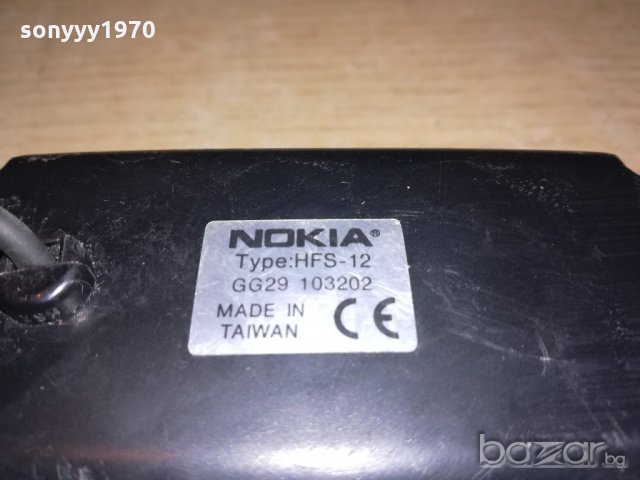 sonyyy1970
NOKIA®
Type:HFS-12
GG29 103202
MADE IN
TAIWAN
CE
bazar.bg